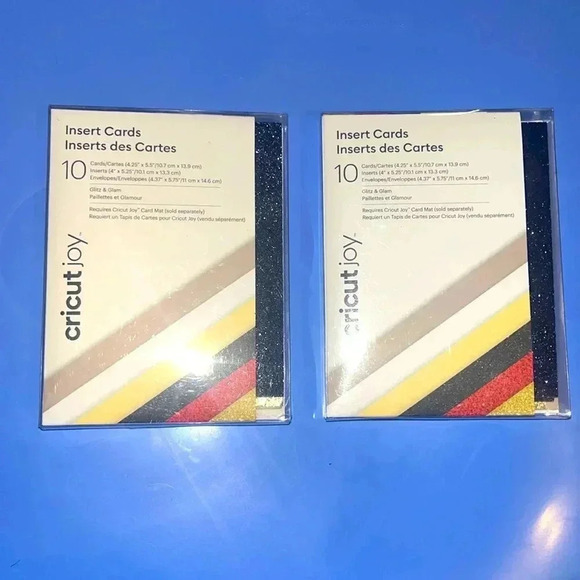 Insert Cards
Inserts des Cartes
10
Cards/Cartes (4.25" x 5.5"/10.7 cm x 13.9 cm)
Inserts (4" x 5.25"/10.1 cm x 13.3 cm)
Envelopes/Enveloppes (4.37" x 5.75"/11 cm x 14.6 cm)
Glitz & Glam
Paillettes et Glamour
Requires Cricut Joy™ Card Mat (sold separately)
Requiert un Tapis de Cartes pour Cricut Joy (vendu séparément)
cricut joy™
Insert Cards
Inserts des Cartes
10
Cards/Cartes (4.25" x 5.5"/10.7 cm x 13.9 cm)
Inserts (4" x 5.25"/10.1 cm x 13.3 cm)
Envelopes/Enveloppes (4.37" x 5.75"/11 cm x 14.6 cm)
Glitz & Glam
Paillettes et Glamour
Requires Cricut Joy™ Card Mat (sold separately)
Requiert un Tapis de Cartes pour Cricut Joy (vendu séparément)
cricut joy™